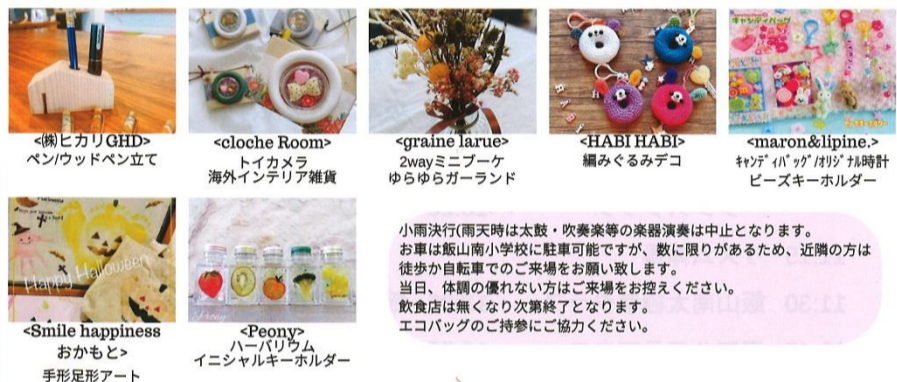 <㈱ヒカリGHD>
ペン/ウッドペン立て
<cloche Room>
トイカメラ
海外インテリア雑貨
<graine larue>
2wayミニブーケ
ゆらゆらガーランド
<HABI HABI>
編みぐるみデコ
キャンディバッグ
<maron&lipine.>
ｷｬﾝﾃﾞｨﾊﾞｯｸﾞ/ｵﾘｼﾞﾅﾙ時計
ビーズキーホルダー
Happy Halloween
<Smile happiness
おかもと>
手形足形アート
<Peony>
ハーバリウム
イニシャルキーホルダー
小雨決行(雨天時は太鼓・吹奏楽等の楽器演奏は中止となります。
お車は飯山南小学校に駐車可能ですが、数に限りがあるため、近隣の方は
徒歩か自転車でのご来場をお願い致します。
当日、体調の優れない方はご来場をお控えください。
飲食店は無くなり次第終了となります。
エコバッグのご持参にご協力ください。